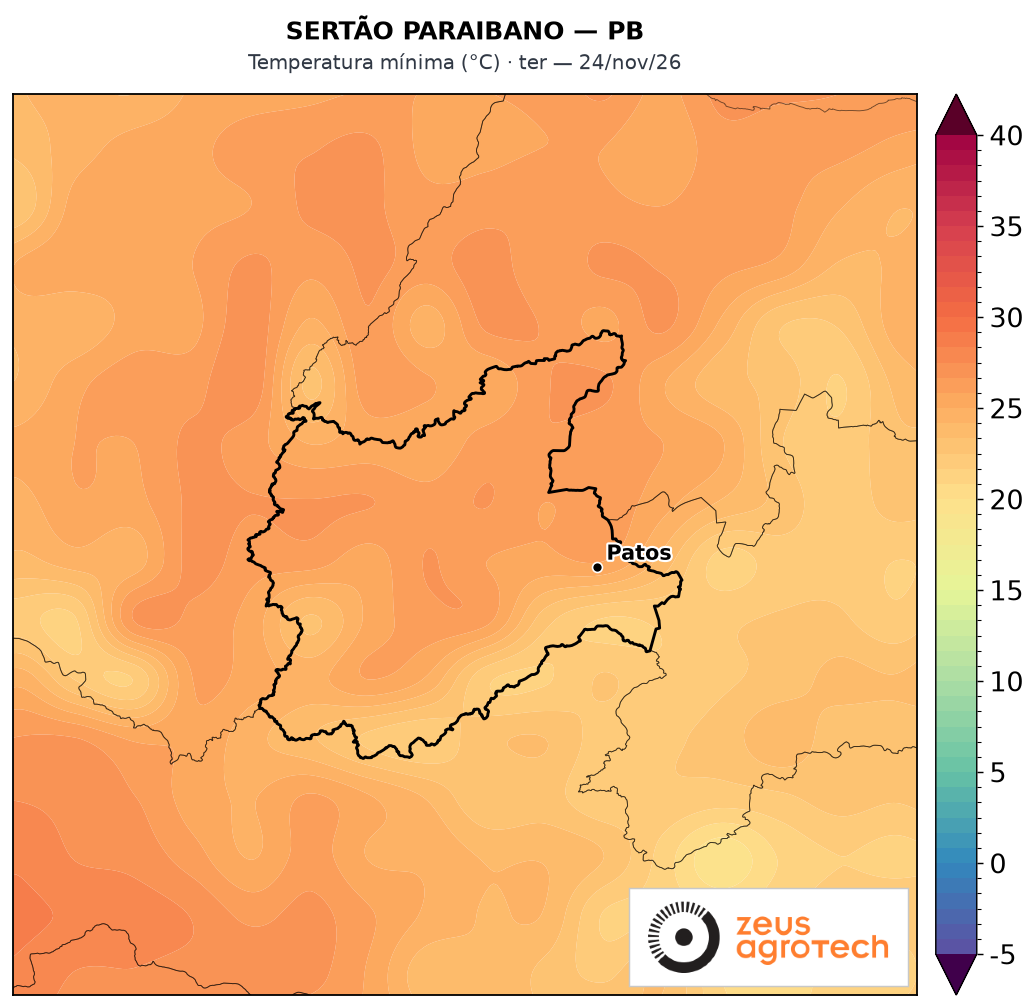 SERTÃO PARAIBANO — PB
Temperatura mínima (°C) · ter — 24/nov/26
40
35
30
25
20
15
10
5
0
-5
Patos
zeus
agrotech